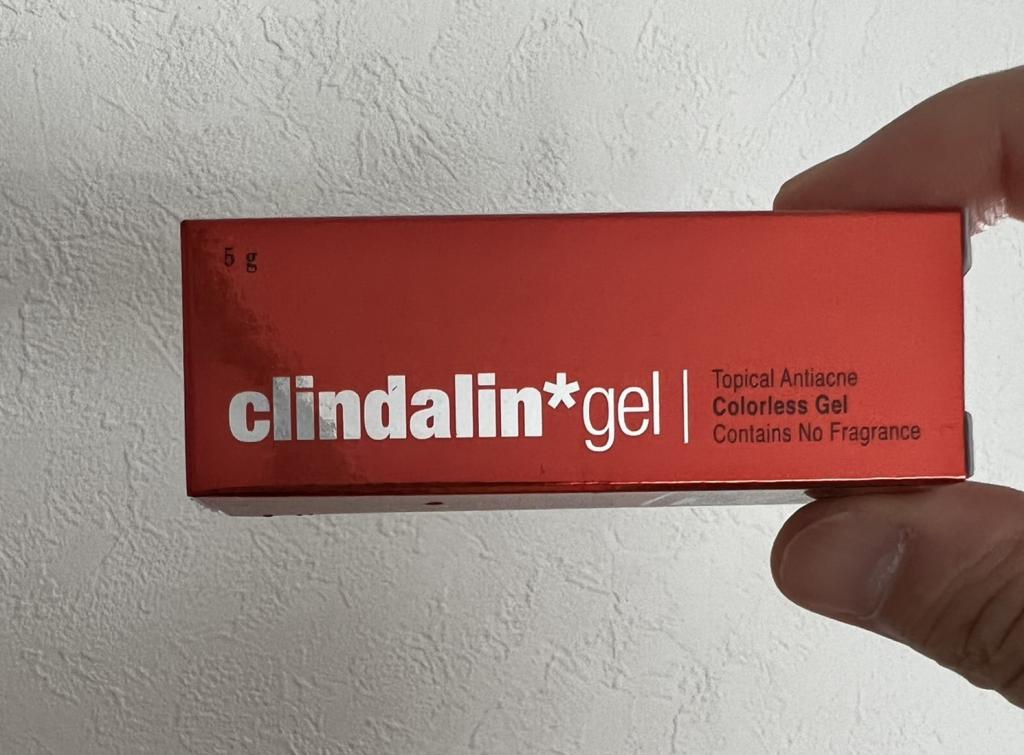 5 g
clindalin*gel
Topical Antiacne
Colorless Gel
Contains No Fragrance